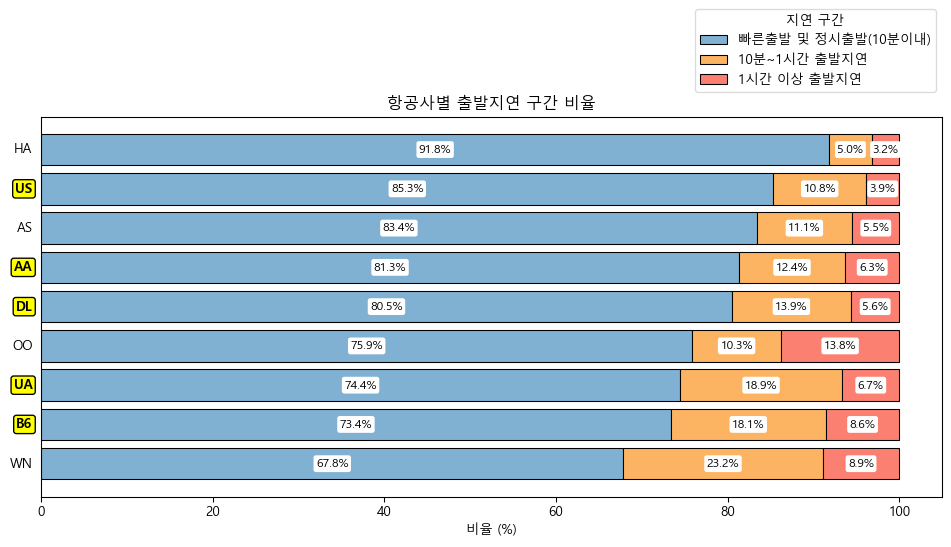 지연 구간
빠른출발 및 정시출발(10분이내)
10분~1시간 출발지연
1시간 이상 출발지연
항공사별 출발지연 구간 비율
HA 91.8% 5.0% 3.2%
US 85.3% 10.8% 3.9%
AS 83.4% 11.1% 5.5%
AA 81.3% 12.4% 6.3%
DL 80.5% 13.9% 5.6%
OO 75.9% 10.3% 13.8%
UA 74.4% 18.9% 6.7%
B6 73.4% 18.1% 8.6%
WN 67.8% 23.2% 8.9%
0 20 40 60 80 100
비율 (%)